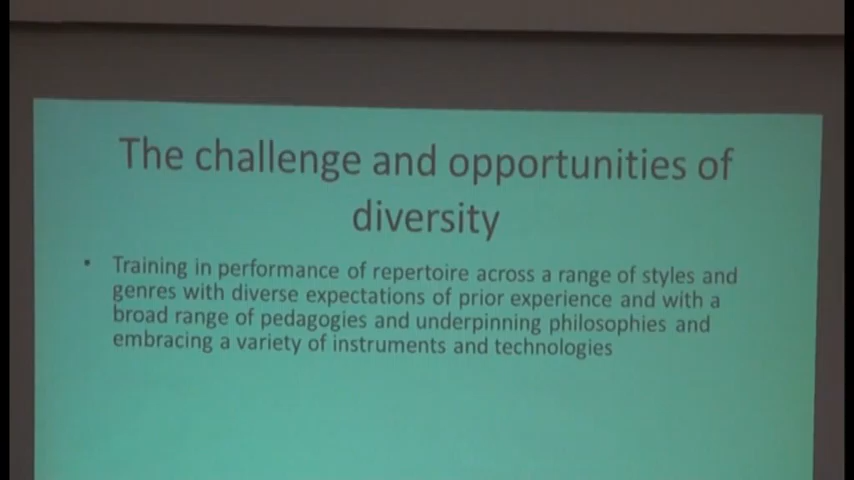 The challenge and opportunities of
diversity
• Training in performance of repertoire across a range of styles and
genres with diverse expectations of prior experience and with a
broad range of pedagogies and underpinning philosophies and
embracing a variety of instruments and technologies